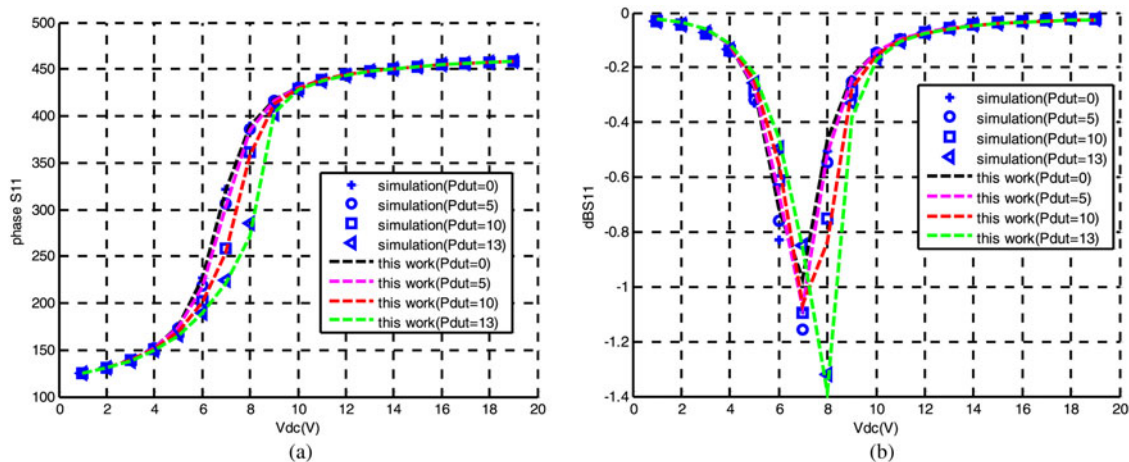 500
450
400
350
300
250
200
150
100
phase S11
simulation(Pdut=0)
simulation(Pdut=5)
simulation(Pdut=10)
simulation(Pdut=13)
this work(Pdut=0)
this work(Pdut=5)
this work(Pdut=10)
this work(Pdut=13)
0 2 4 6 8 10 12 14 16 18 20
Vdc(V)
(a)
0
-0.2
-0.4
-0.6
-0.8
-1
-1.2
-1.4
dBS11
simulation(Pdut=0)
simulation(Pdut=5)
simulation(Pdut=10)
simulation(Pdut=13)
this work(Pdut=0)
this work(Pdut=5)
this work(Pdut=10)
this work(Pdut=13)
0 2 4 6 8 10 12 14 16 18 20
Vdc(V)
(b)